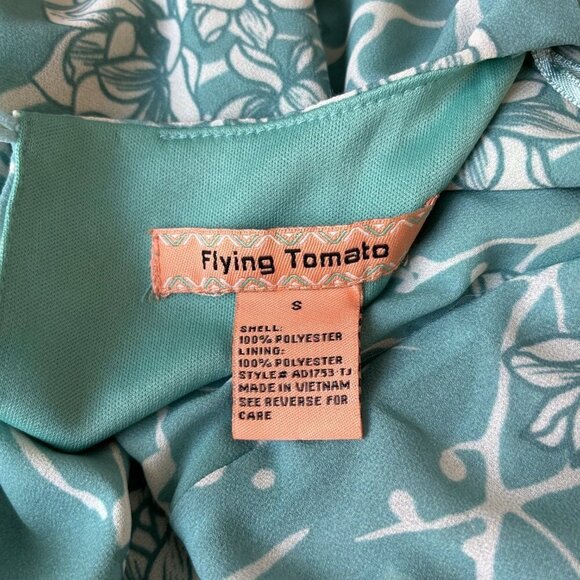 Flying Tomato
S
SHELL:
100% POLYESTER
LINING:
100% POLYESTER
STYLE# AD1753-TJ
MADE IN VIETNAM
SEE REVERSE FOR
CARE